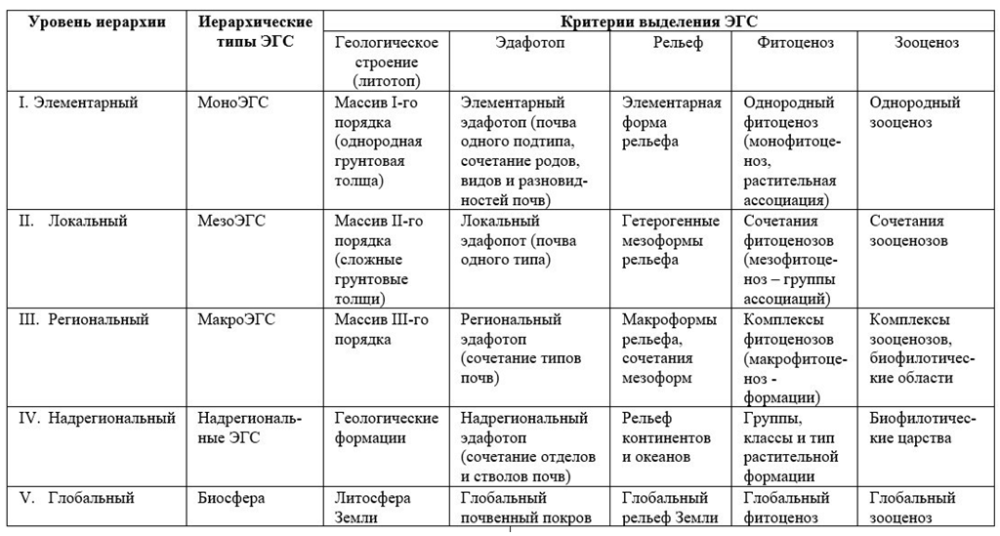 Уровень иерархии
Иерархические
типы ЭГС
Критерии выделения ЭГС
Геологическое
строение
(литотоп)
Эдафотоп
Рельеф
Фитоценоз
Зооценоз
I. Элементарный
МоноЭГС
Массив I-го
порядка
(однородная
грунтовая
толща)
Элементарный
эдафотоп (почва
одного подтипа,
сочетание родов,
видов и разновид-
ностей почв)
Элементарная
форма
рельефа
Однородный
фитоценоз
(монофитоце-
ноз,
растительная
ассоциация)
Однородный
зооценоз
II. Локальный
МезоЭГС
Массив II-го
порядка
(сложные
грунтовые
толщи)
Локальный
эдафопот (почва
одного типа)
Гетерогенные
мезоформы
рельефа
Сочетания
фитоценозов
(мезофитоце-
ноз – группы
ассоциаций)
Сочетания
зооценозов
III. Региональный
МакроЭГС
Массив III-го
порядка
Региональный
эдафотоп
(сочетание типов
почв)
Макроформы
рельефа,
сочетания
мезоформ
Комплексы
фитоценозов
(макрофитоце-
ноз -
формации)
Комплексы
зооценозов,
биофилотичес-
кие области
IV. Надрегиональный
Надрегиональ-
ные ЭГС
Геологические
формации
Надрегиональный
эдафотоп
(сочетание отделов
и стволов почв)
Рельеф
континентов
и океанов
Группы,
классы и тип
растительной
формации
Биофилотичес-
кие царства
V. Глобальный
Биосфера
Литосфера
Земли
Глобальный
почвенный покров
Глобальный
рельеф Земли
Глобальный
фитоценоз
Глобальный
зооценоз